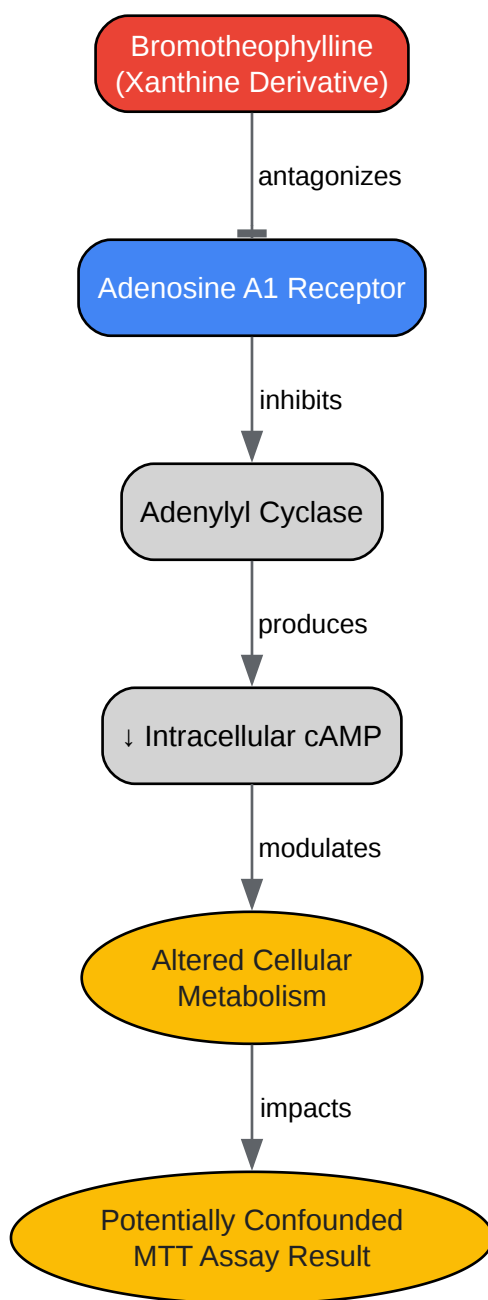 Bromotheophylline
(Xanthine Derivative)
antagonizes
Adenosine A1 Receptor
inhibits
Adenylyl Cyclase
produces
↓ Intracellular cAMP
modulates
Altered Cellular
Metabolism
impacts
Potentially Confounded
MTT Assay Result